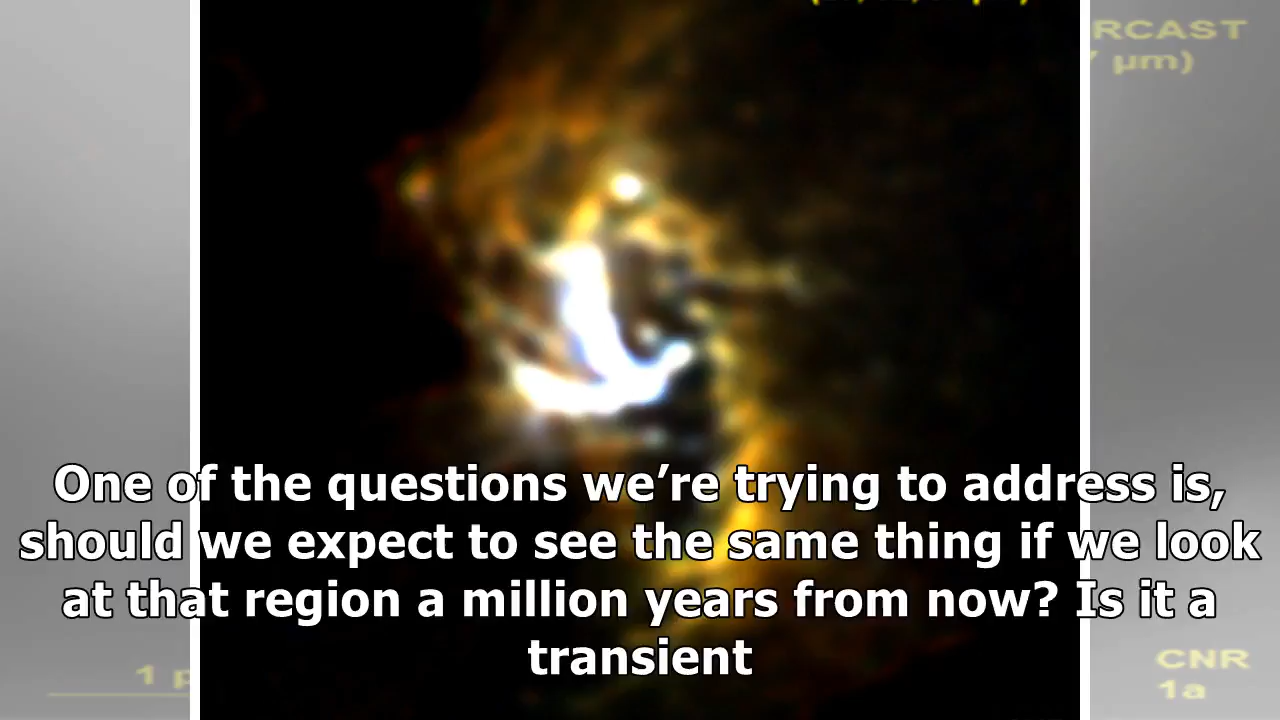 RCAST
µm)
One of the questions we’re trying to address is,
should we expect to see the same thing if we look
at that region a million years from now? Is it a
transient
1 p
CNR
1a